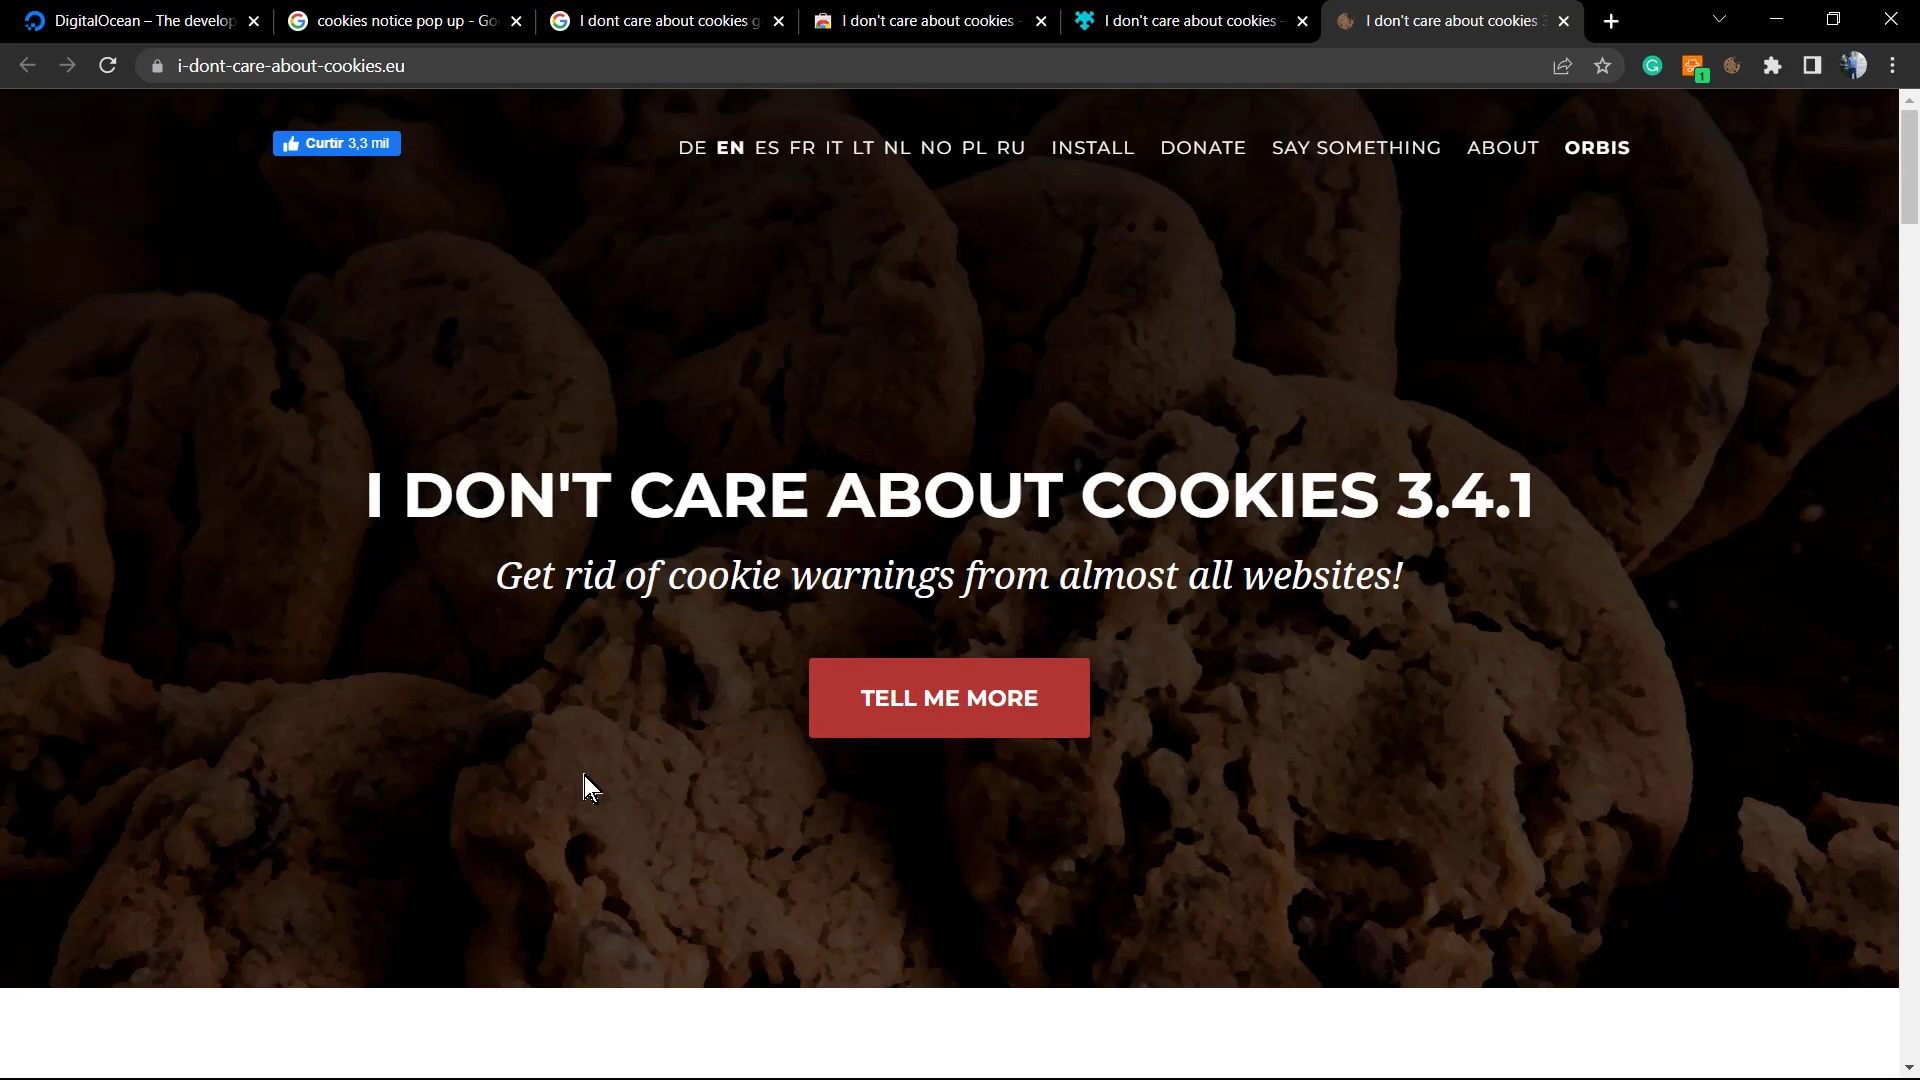 DigitalOcean – The develop
cookies notice pop up - Go
I dont care about cookies g
I don't care about cookies -
I don't care about cookies -
I don't care about cookies 3
i-dont-care-about-cookies.eu
1
Curtir 3,3 mil
DE EN ES FR IT LT NL NO PL RU INSTALL DONATE SAY SOMETHING ABOUT ORBIS
I DON'T CARE ABOUT COOKIES 3.4.1
Get rid of cookie warnings from almost all websites!
TELL ME MORE